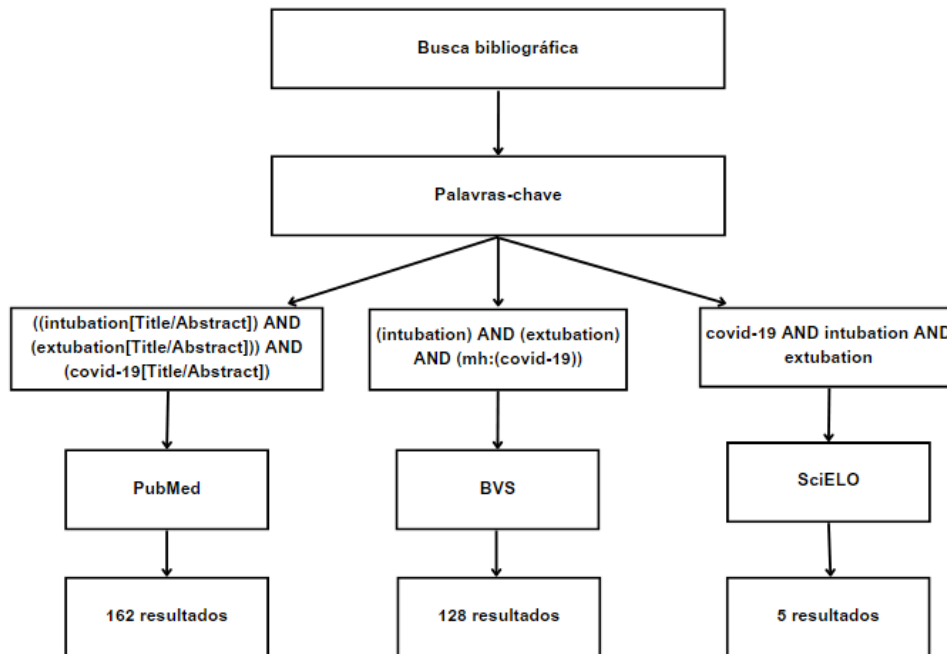 Busca bibliográfica
Palavras-chave
((intubation[Title/Abstract]) AND
(extubation[Title/Abstract])) AND
(covid-19[Title/Abstract])
(intubation) AND (extubation)
AND (mh:(covid-19))
covid-19 AND intubation AND
extubation
PubMed
BVS
SciELO
162 resultados
128 resultados
5 resultados